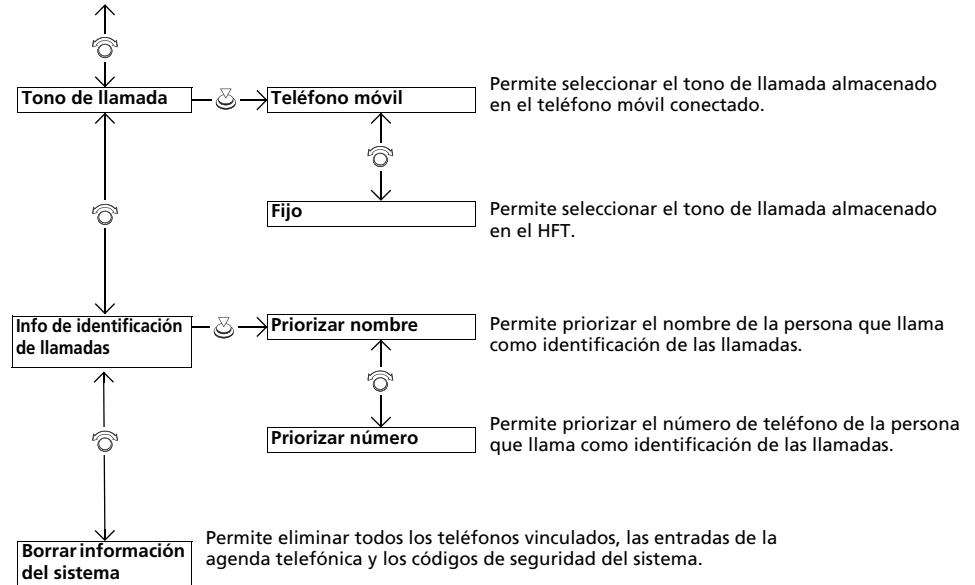 Tono de llamada
Teléfono móvil
Permite seleccionar el tono de llamada almacenado
en el teléfono móvil conectado.
Fijo
Permite seleccionar el tono de llamada almacenado
en el HFT.
Info de identificación
de llamadas
Priorizar nombre
Permite priorizar el nombre de la persona que llama
como identificación de las llamadas.
Priorizar número
Permite priorizar el número de teléfono de la persona
que llama como identificación de las llamadas.
Borrar información
del sistema
Permite eliminar todos los teléfonos vinculados, las entradas de la
agenda telefónica y los códigos de seguridad del sistema.